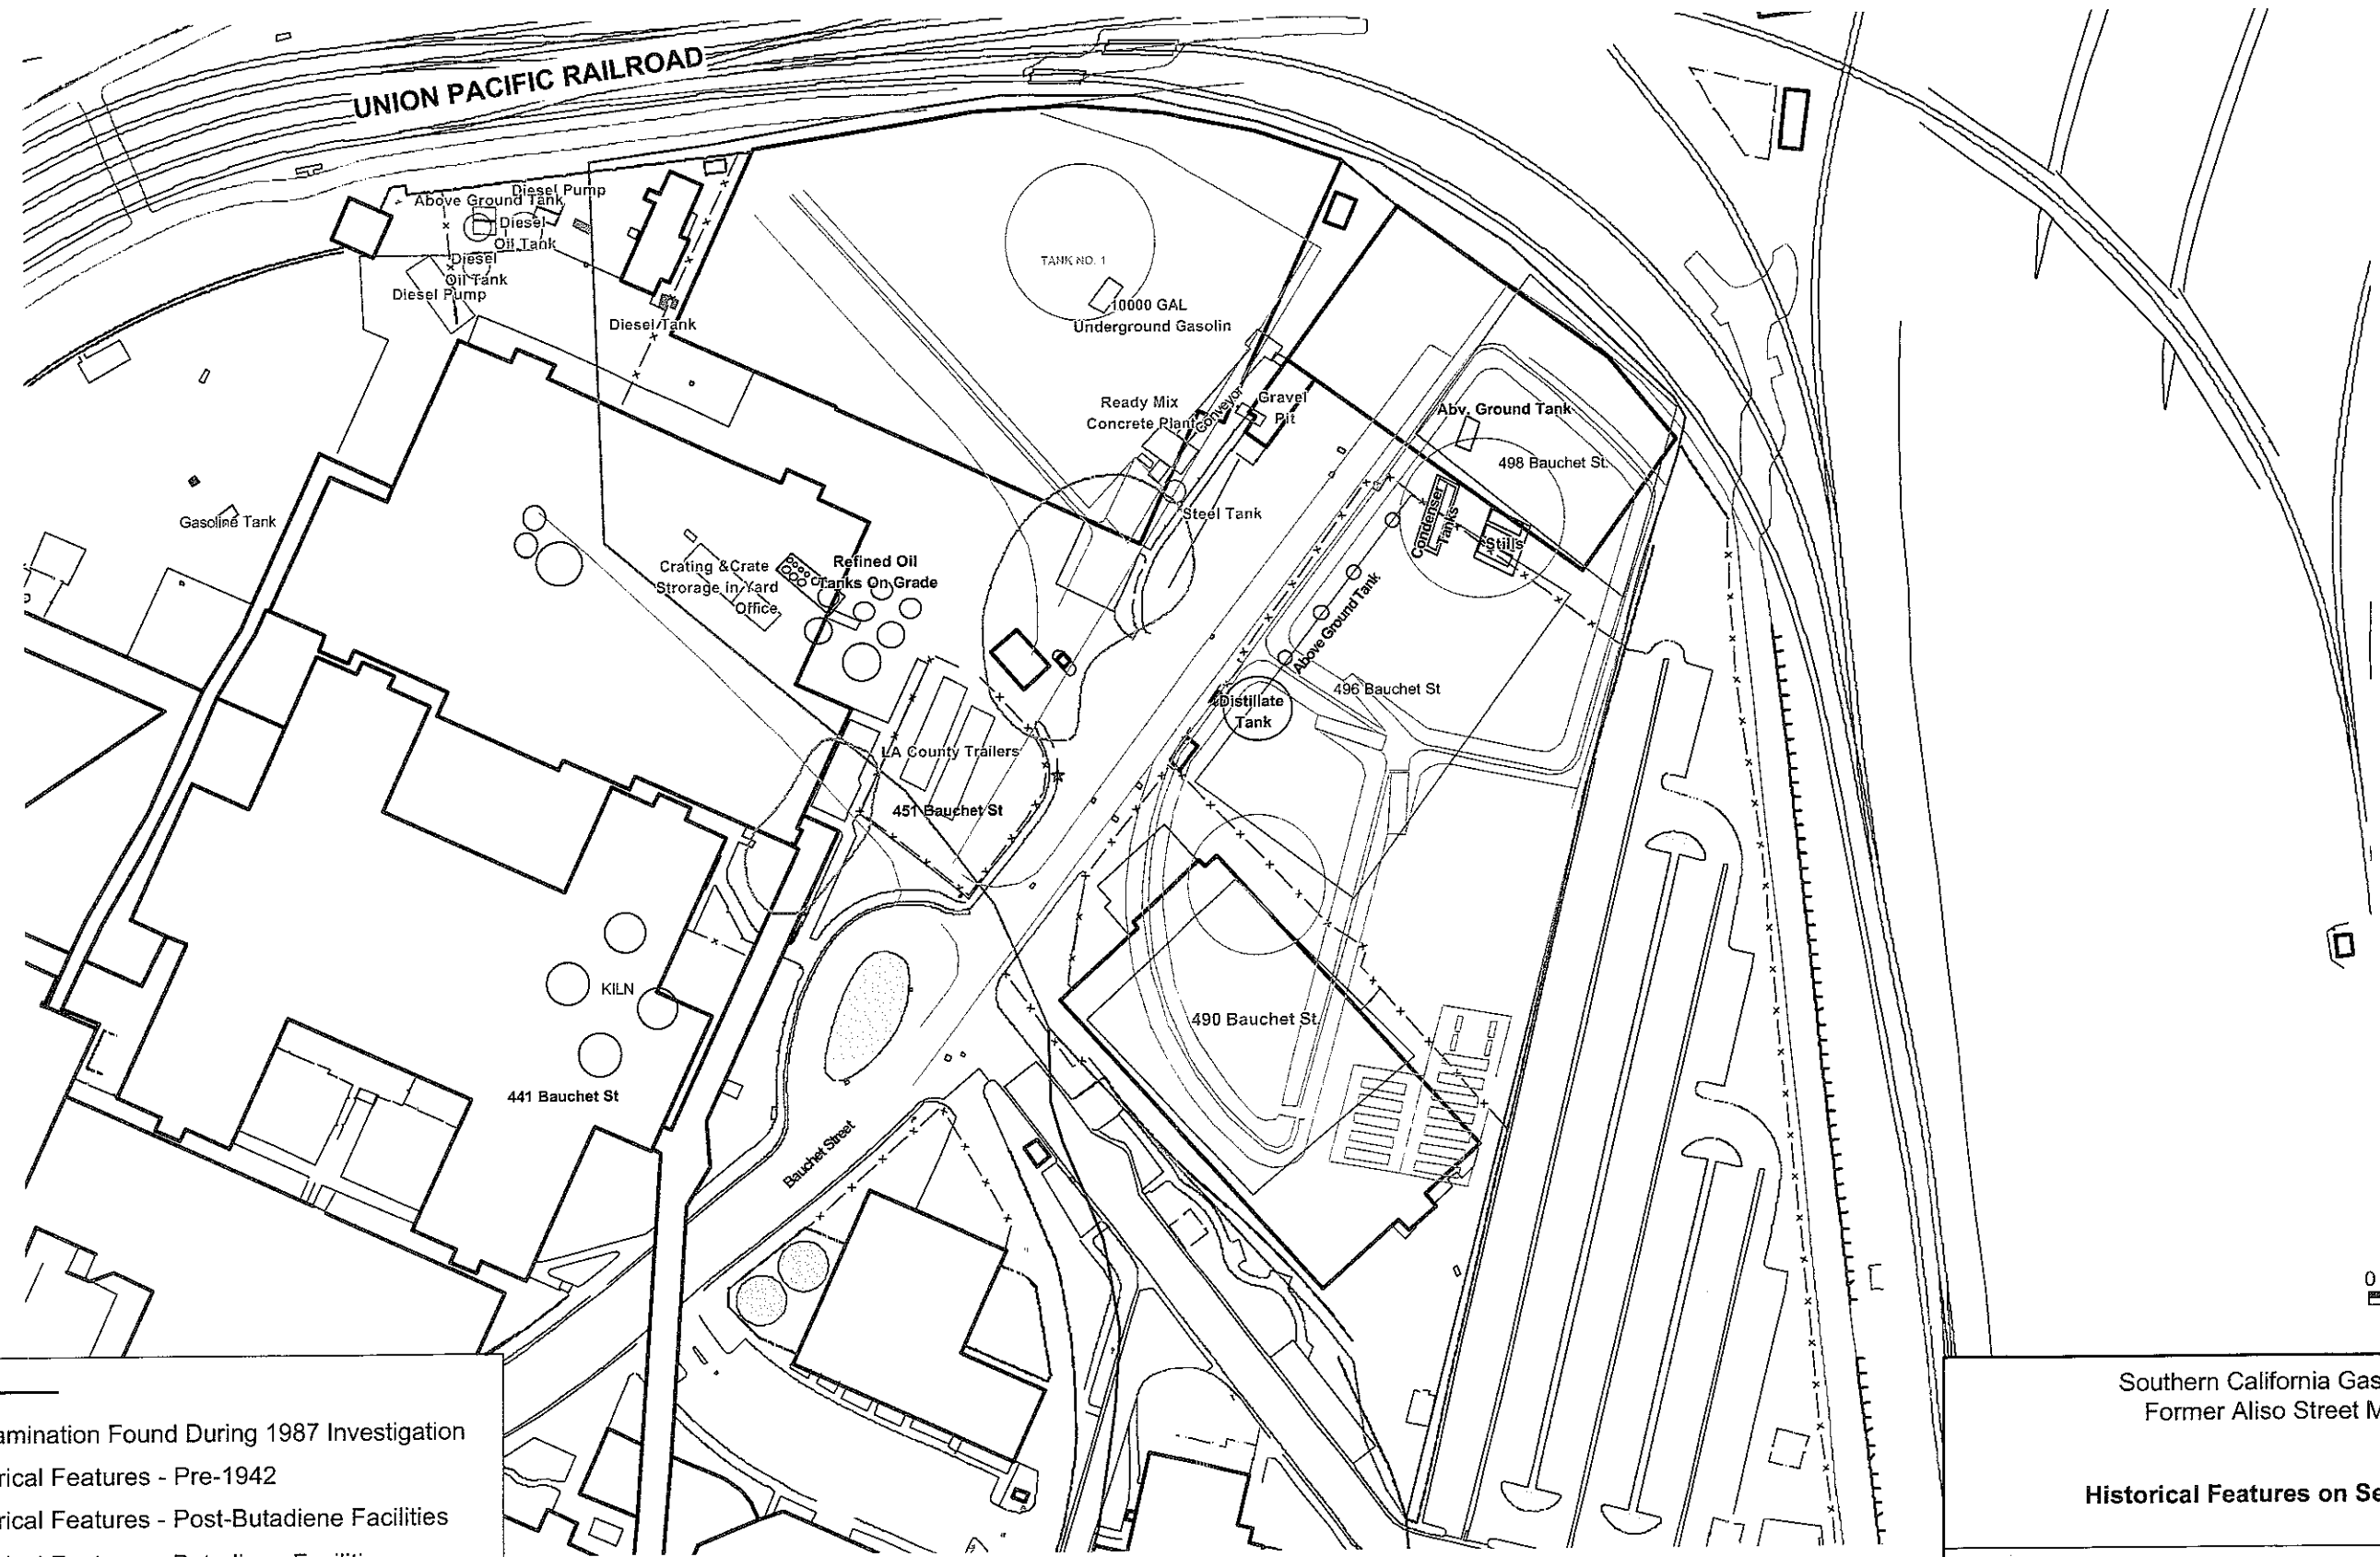 UNION PACIFIC RAILROAD
Diesel Pump
Above Ground Tank
Diesel
Oil Tank
Diesel
Oil Tank
Diesel Pump
Diesel Tank
TANK NO. 1
10000 GAL
Underground Gasolin
Ready Mix
Concrete Plant
Conveyor
Gravel
Pit
Abv. Ground Tank
498 Bauchet St.
Gasoline Tank
Steel Tank
Condenser
Tanks
Stills
Crating & Crate
Strorage in Yard
Office
Refined Oil
Tanks On Grade
Above Ground Tank
496 Bauchet St
Distillate
Tank
LA County Trailers
451 Bauchet St
KILN
490 Bauchet St.
441 Bauchet St
Bauchet Street
0
amination Found During 1987 Investigation
rical Features - Pre-1942
rical Features - Post-Butadiene Facilities
Southern California Gas
Former Aliso Street M
Historical Features on Se